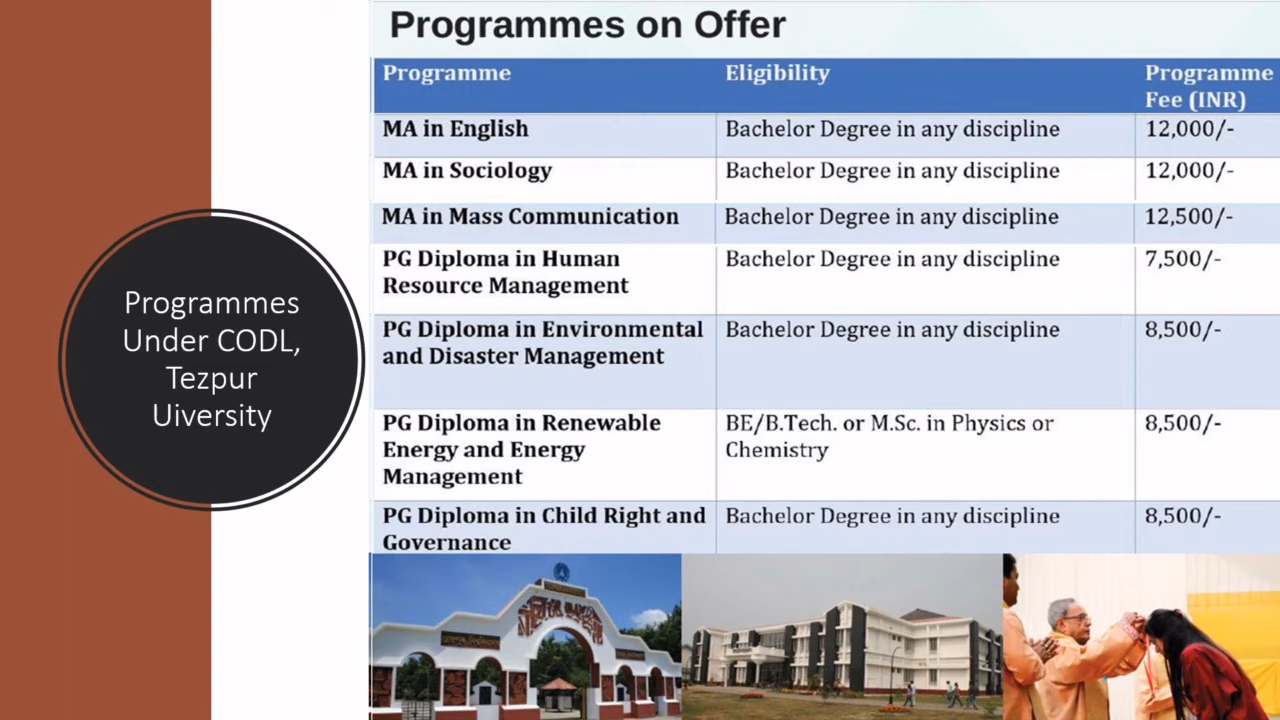 Programmes
Under CODL,
Tezpur
Uiversity
Programmes on Offer
Programme Eligibility Programme
Fee (INR)
MA in English Bachelor Degree in any discipline 12,000/-
MA in Sociology Bachelor Degree in any discipline 12,000/-
MA in Mass Communication Bachelor Degree in any discipline 12,500/-
PG Diploma in Human Bachelor Degree in any discipline 7,500/-
Resource Management
PG Diploma in Environmental Bachelor Degree in any discipline 8,500/-
and Disaster Management
PG Diploma in Renewable BE/B.Tech. or M.Sc. in Physics or 8,500/-
Energy and Energy Chemistry
Management
PG Diploma in Child Right and Bachelor Degree in any discipline 8,500/-
Governance